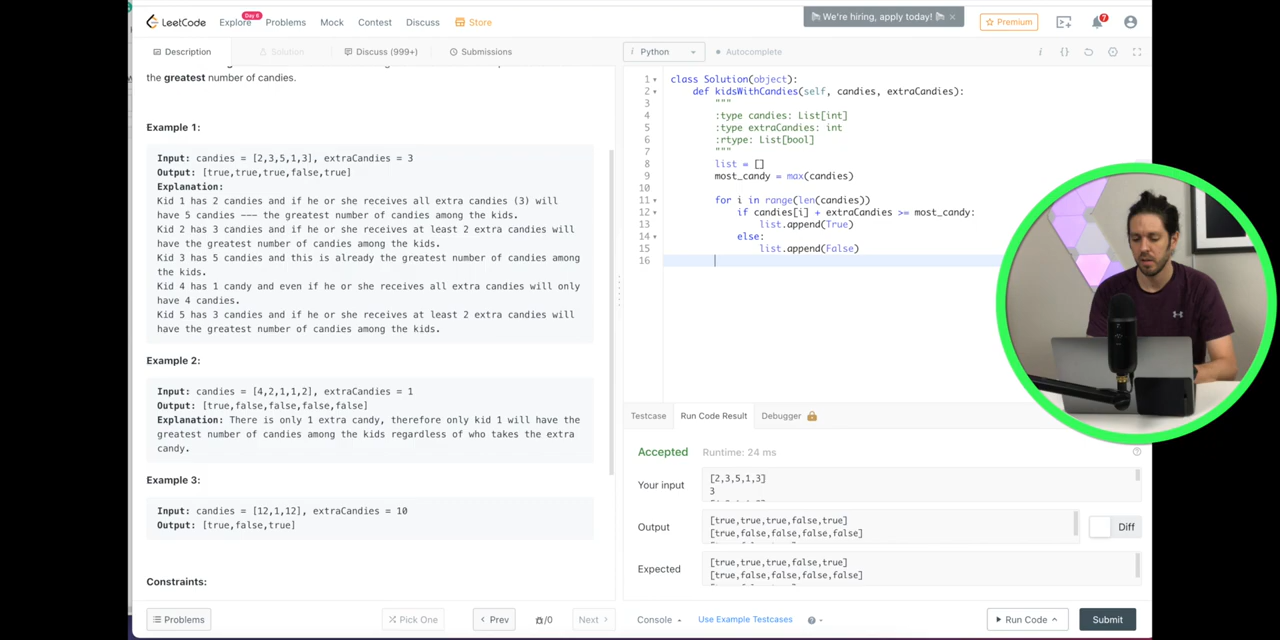 LeetCode
Explore
Day 6
Problems
Mock
Contest
Discuss
Store
We're hiring, apply today!
Premium
7
Description
Solution
Discuss (999+)
Submissions
i Python
Autocomplete
the greatest number of candies.
Example 1:
Input: candies = [2,3,5,1,3], extraCandies = 3
Output: [true,true,true,false,true]
Explanation:
Kid 1 has 2 candies and if he or she receives all extra candies (3) will
have 5 candies --- the greatest number of candies among the kids.
Kid 2 has 3 candies and if he or she receives at least 2 extra candies will
have the greatest number of candies among the kids.
Kid 3 has 5 candies and this is already the greatest number of candies among
the kids.
Kid 4 has 1 candy and even if he or she receives all extra candies will only
have 4 candies.
Kid 5 has 3 candies and if he or she receives at least 2 extra candies will
have the greatest number of candies among the kids.
Example 2:
Input: candies = [4,2,1,1,2], extraCandies = 1
Output: [true,false,false,false,false]
Explanation: There is only 1 extra candy, therefore only kid 1 will have the
greatest number of candies among the kids regardless of who takes the extra
candy.
Example 3:
Input: candies = [12,1,12], extraCandies = 10
Output: [true,false,true]
Constraints:
Problems
Pick One
Prev
/0
Next
1 class Solution(object):
2 def kidsWithCandies(self, candies, extraCandies):
3 """
4 :type candies: List[int]
5 :type extraCandies: int
6 :rtype: List[bool]
7 """
8 list = []
9 most_candy = max(candies)
10
11 for i in range(len(candies))
12 if candies[i] + extraCandies >= most_candy:
13 list.append(True)
14 else:
15 list.append(False)
16
Testcase
Run Code Result
Debugger
Accepted
Runtime: 24 ms
Your input
[2,3,5,1,3]
3
Output
[true,true,true,false,true]
[true,false,false,false,false]
Diff
Expected
[true,true,true,false,true]
[true,false,false,false,false]
Console
Use Example Testcases
Run Code
Submit